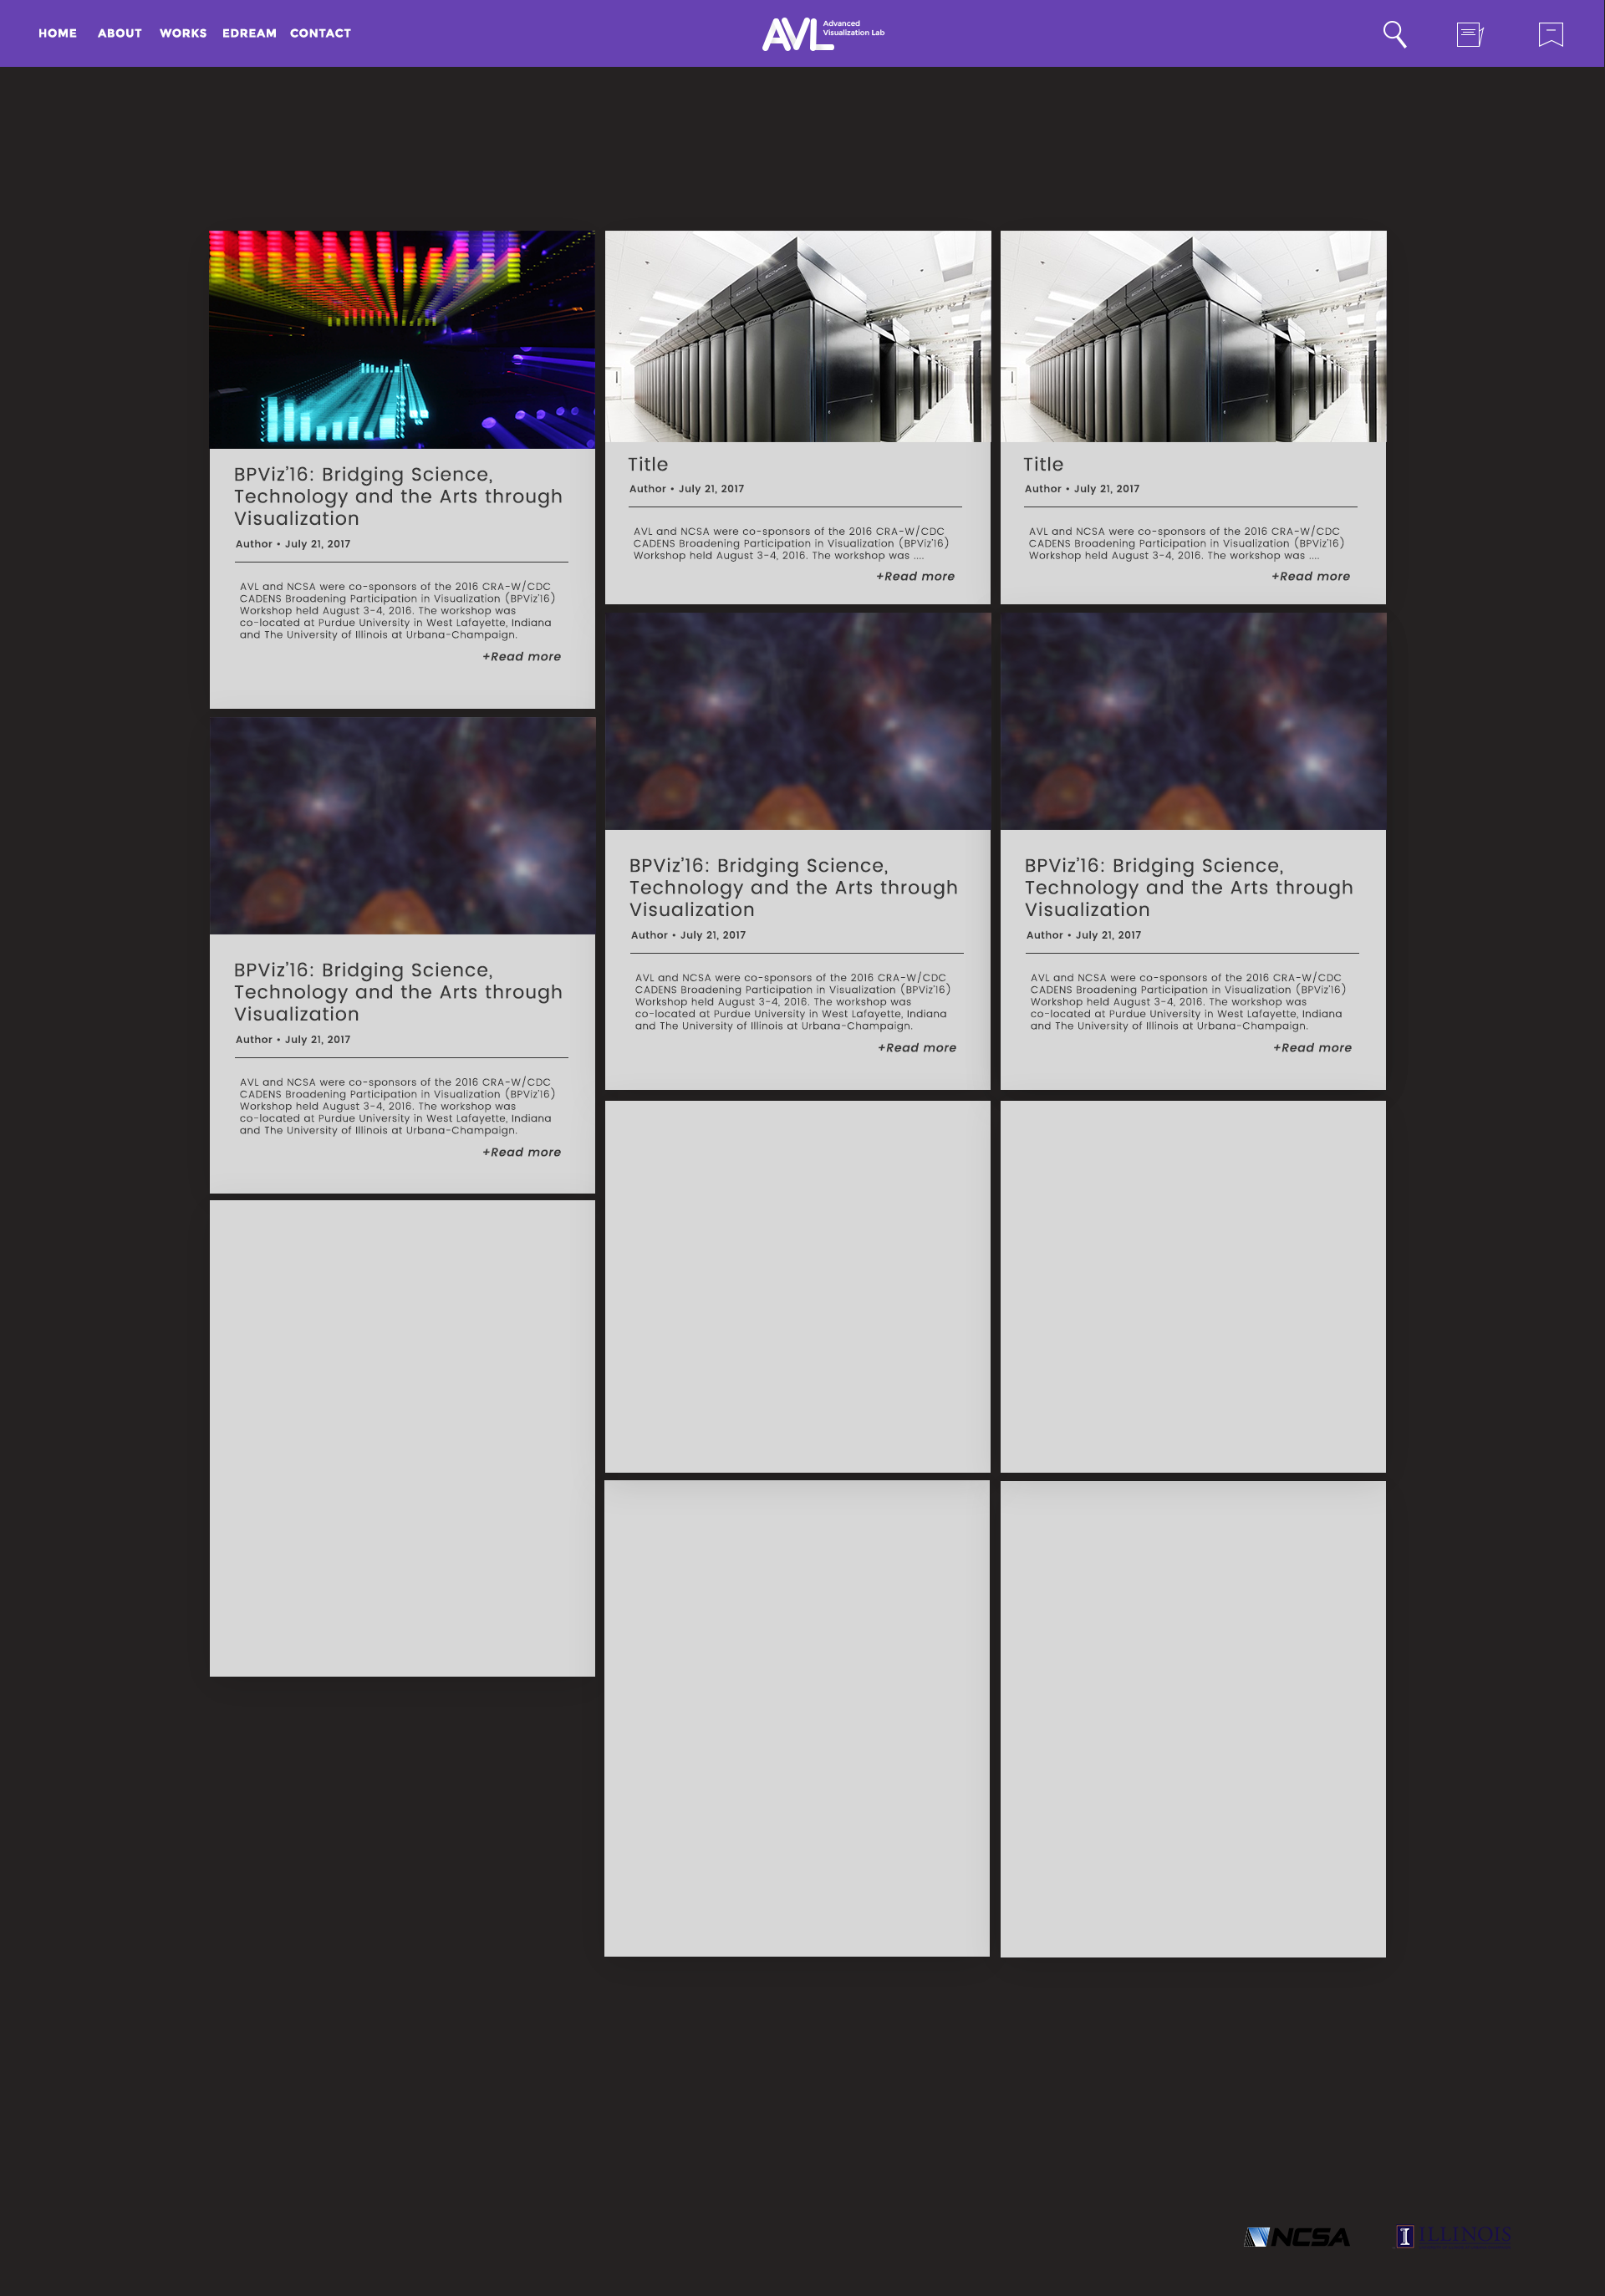 HOME ABOUT WORKS EDREAM CONTACT
AVL Advanced
Visualization Lab
BPViz'16: Bridging Science,
Technology and the Arts through
Visualization
Author • July 21, 2017
AVL and NCSA were co-sponsors of the 2016 CRA-W/CDC
CADENS Broadening Participation in Visualization (BPViz'16)
Workshop held August 3-4, 2016. The workshop was
co-located at Purdue University in West Lafayette, Indiana
and The University of Illinois at Urbana-Champaign.
+Read more
Title
Author • July 21, 2017
AVL and NCSA were co-sponsors of the 2016 CRA-W/CDC
CADENS Broadening Participation in Visualization (BPViz'16)
Workshop held August 3-4, 2016. The workshop was ....
+Read more
Title
Author • July 21, 2017
AVL and NCSA were co-sponsors of the 2016 CRA-W/CDC
CADENS Broadening Participation in Visualization (BPViz'16)
Workshop held August 3-4, 2016. The workshop was ....
+Read more
BPViz'16: Bridging Science,
Technology and the Arts through
Visualization
Author • July 21, 2017
AVL and NCSA were co-sponsors of the 2016 CRA-W/CDC
CADENS Broadening Participation in Visualization (BPViz'16)
Workshop held August 3-4, 2016. The workshop was
co-located at Purdue University in West Lafayette, Indiana
and The University of Illinois at Urbana-Champaign.
+Read more
BPViz'16: Bridging Science,
Technology and the Arts through
Visualization
Author • July 21, 2017
AVL and NCSA were co-sponsors of the 2016 CRA-W/CDC
CADENS Broadening Participation in Visualization (BPViz'16)
Workshop held August 3-4, 2016. The workshop was
co-located at Purdue University in West Lafayette, Indiana
and The University of Illinois at Urbana-Champaign.
+Read more
BPViz'16: Bridging Science,
Technology and the Arts through
Visualization
Author • July 21, 2017
AVL and NCSA were co-sponsors of the 2016 CRA-W/CDC
CADENS Broadening Participation in Visualization (BPViz'16)
Workshop held August 3-4, 2016. The workshop was
co-located at Purdue University in West Lafayette, Indiana
and The University of Illinois at Urbana-Champaign.
+Read more
NCSA
I ILLINOIS